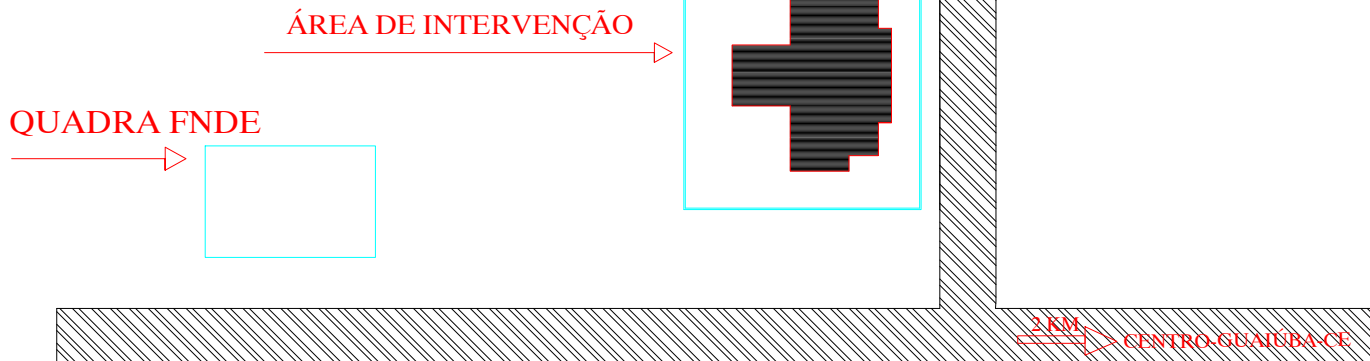 ÁREA DE INTERVENÇÃO
QUADRA FNDE
2 KM
CENTRO-GUAIÚBA-CE